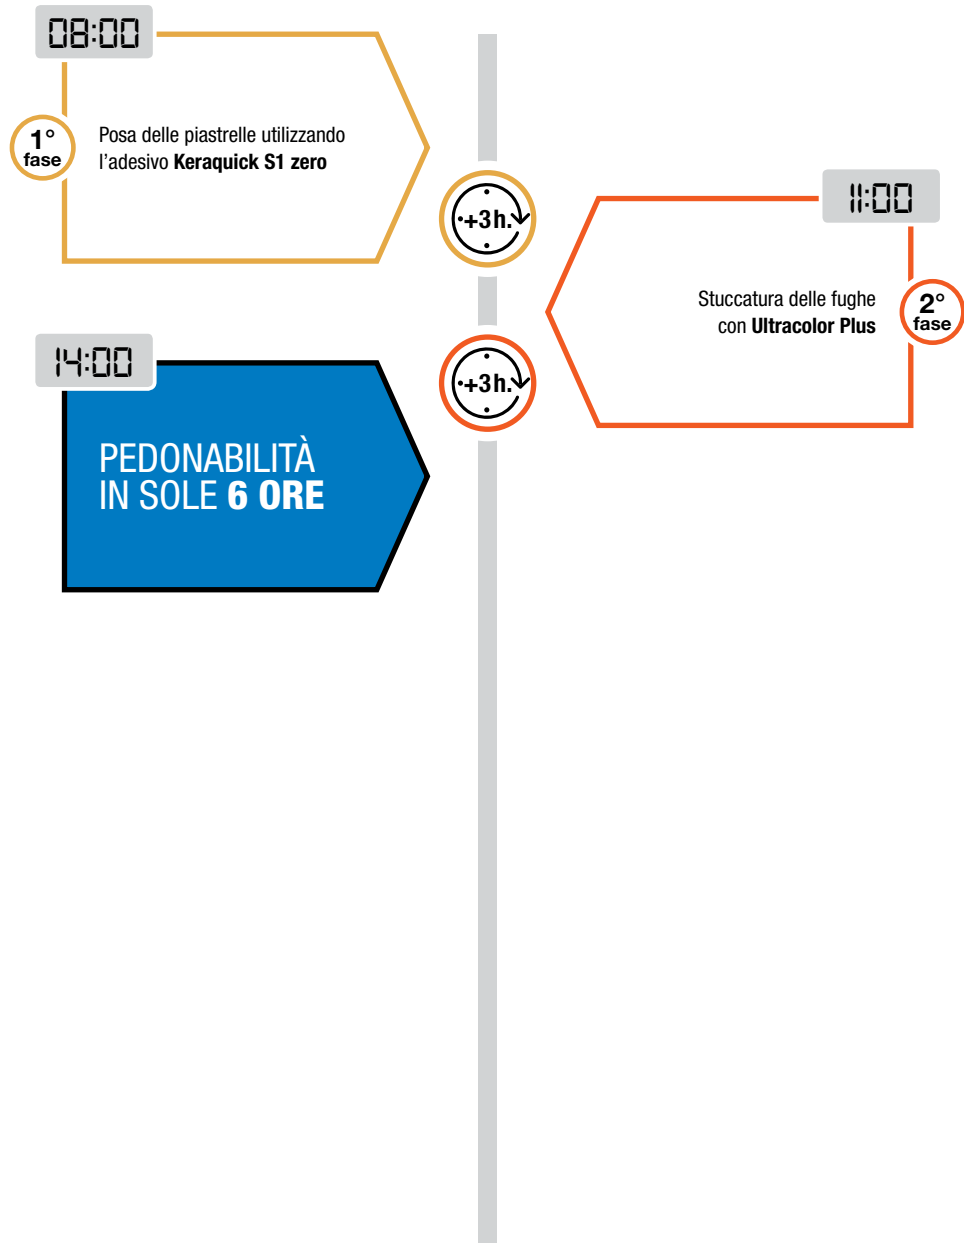 08:00
1°
fase
Posa delle piastrelle utilizzando
l'adesivo Keraquick S1 zero
+3h.
11:00
Stuccatura delle fughe
con Ultracolor Plus
2°
fase
+3h.
14:00
PEDONABILITÀ
IN SOLE 6 ORE